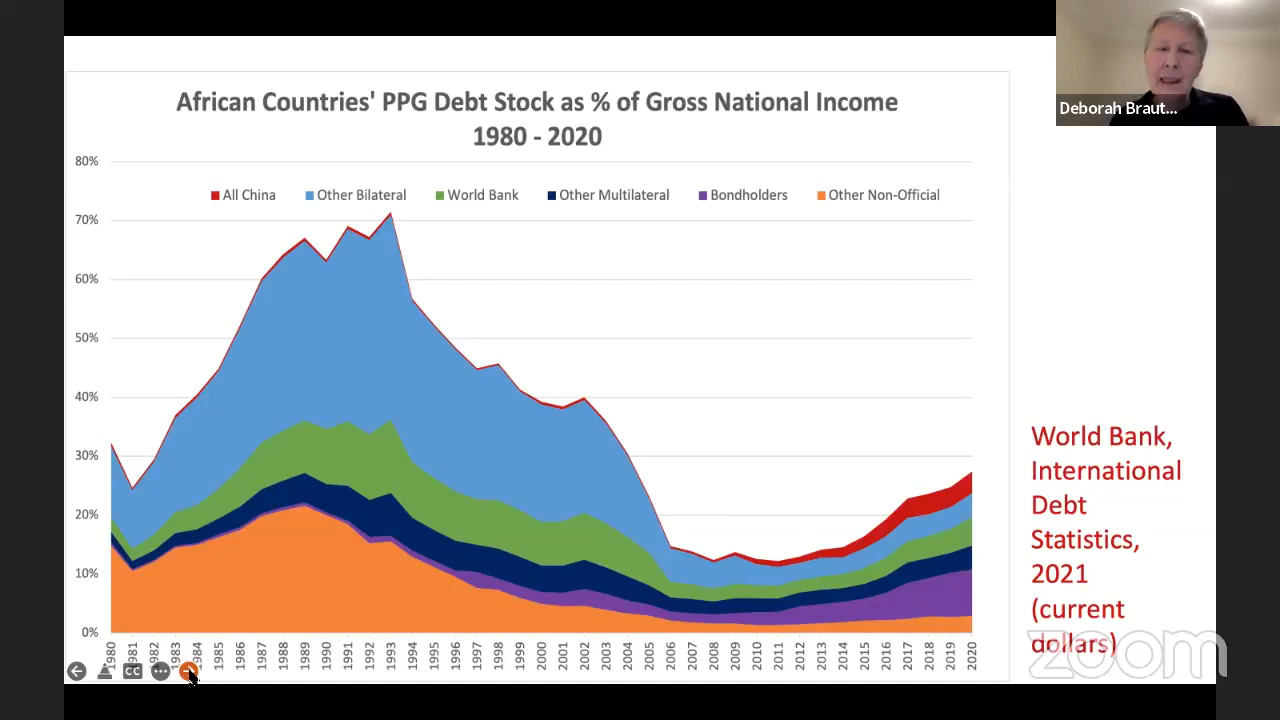 Deborah Braut...
African Countries' PPG Debt Stock as % of Gross National Income
1980 - 2020
80%
All China Other Bilateral World Bank Other Multilateral Bondholders Other Non-Official
70%
60%
50%
40%
30%
20%
10%
0%
1980 1981 1982 1983 1984 1985 1986 1987 1988 1989 1990 1991 1992 1993 1994 1995 1996 1997 1998 1999 2000 2001 2002 2003 2004 2005 2006 2007 2008 2009 2010 2011 2012 2013 2014 2015 2016 2017 2018 2019 2020
World Bank,
International
Debt
Statistics,
2021
(current
dollars)
zoom
CC